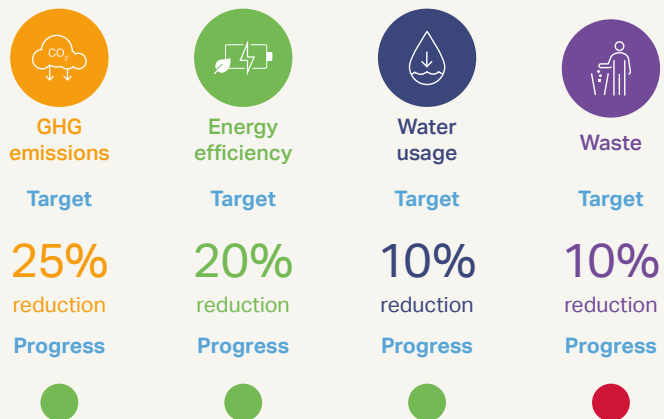 CO₂
GHG
emissions
Target
25%
reduction
Progress
Energy
efficiency
Target
20%
reduction
Progress
Water
usage
Target
10%
reduction
Progress
Waste
Target
10%
reduction
Progress